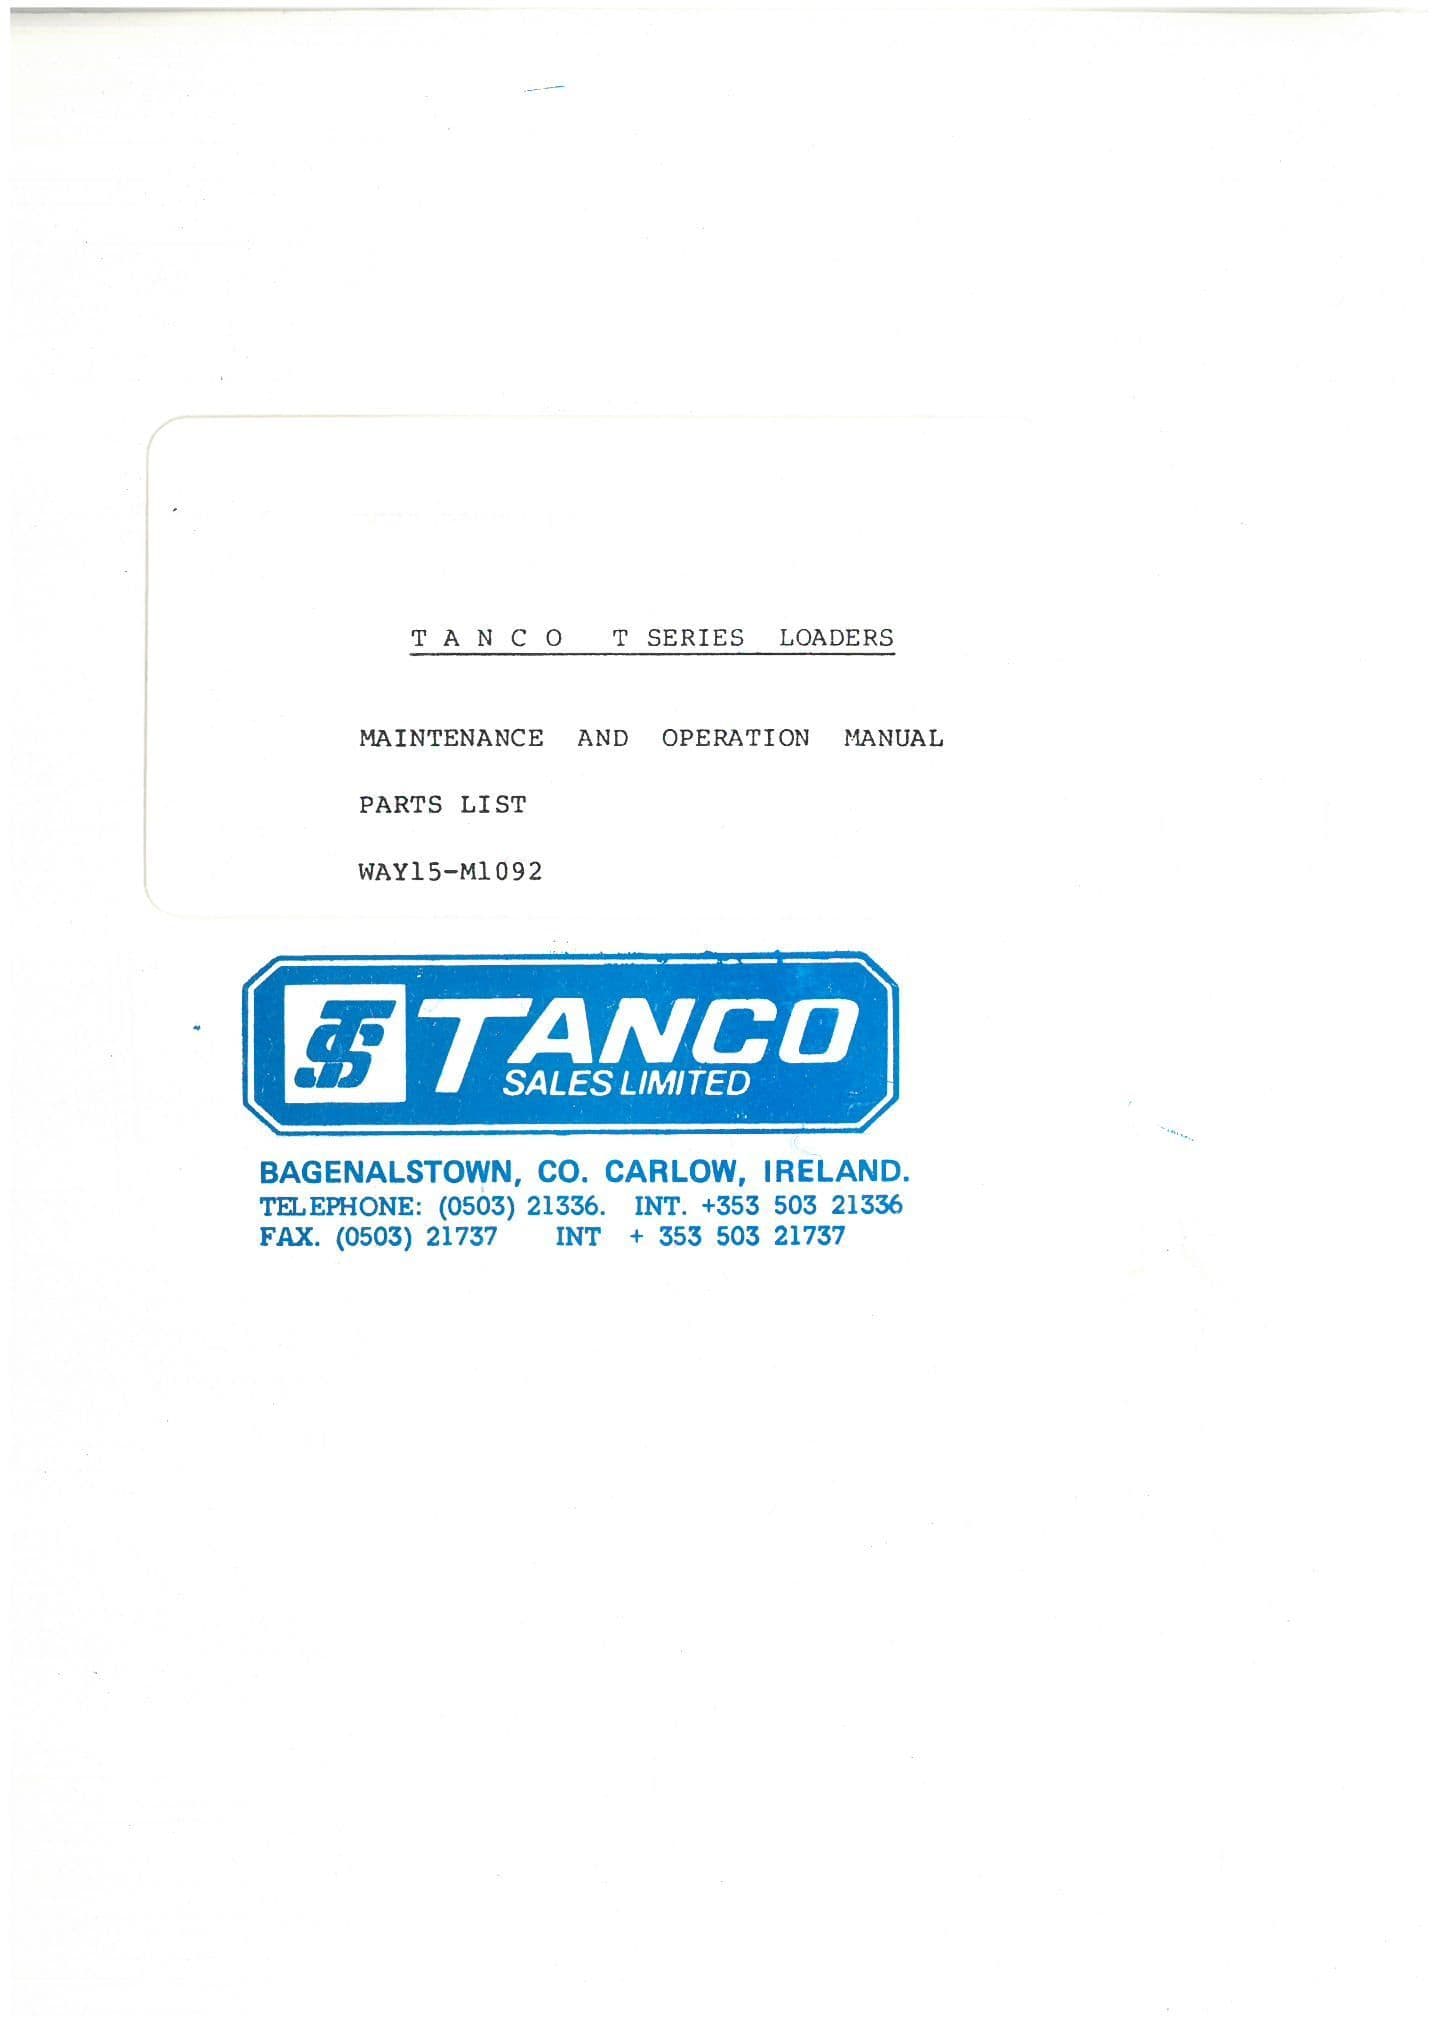 T A N C O T SERIES LOADERS
MAINTENANCE AND OPERATION MANUAL
PARTS LIST
WAY15-M1092
TANCO
SALES LIMITED
BAGENALSTOWN, CO. CARLOW, IRELAND.
TELEPHONE: (0503) 21336. INT. +353 503 21336
FAX. (0503) 21737 INT + 353 503 21737